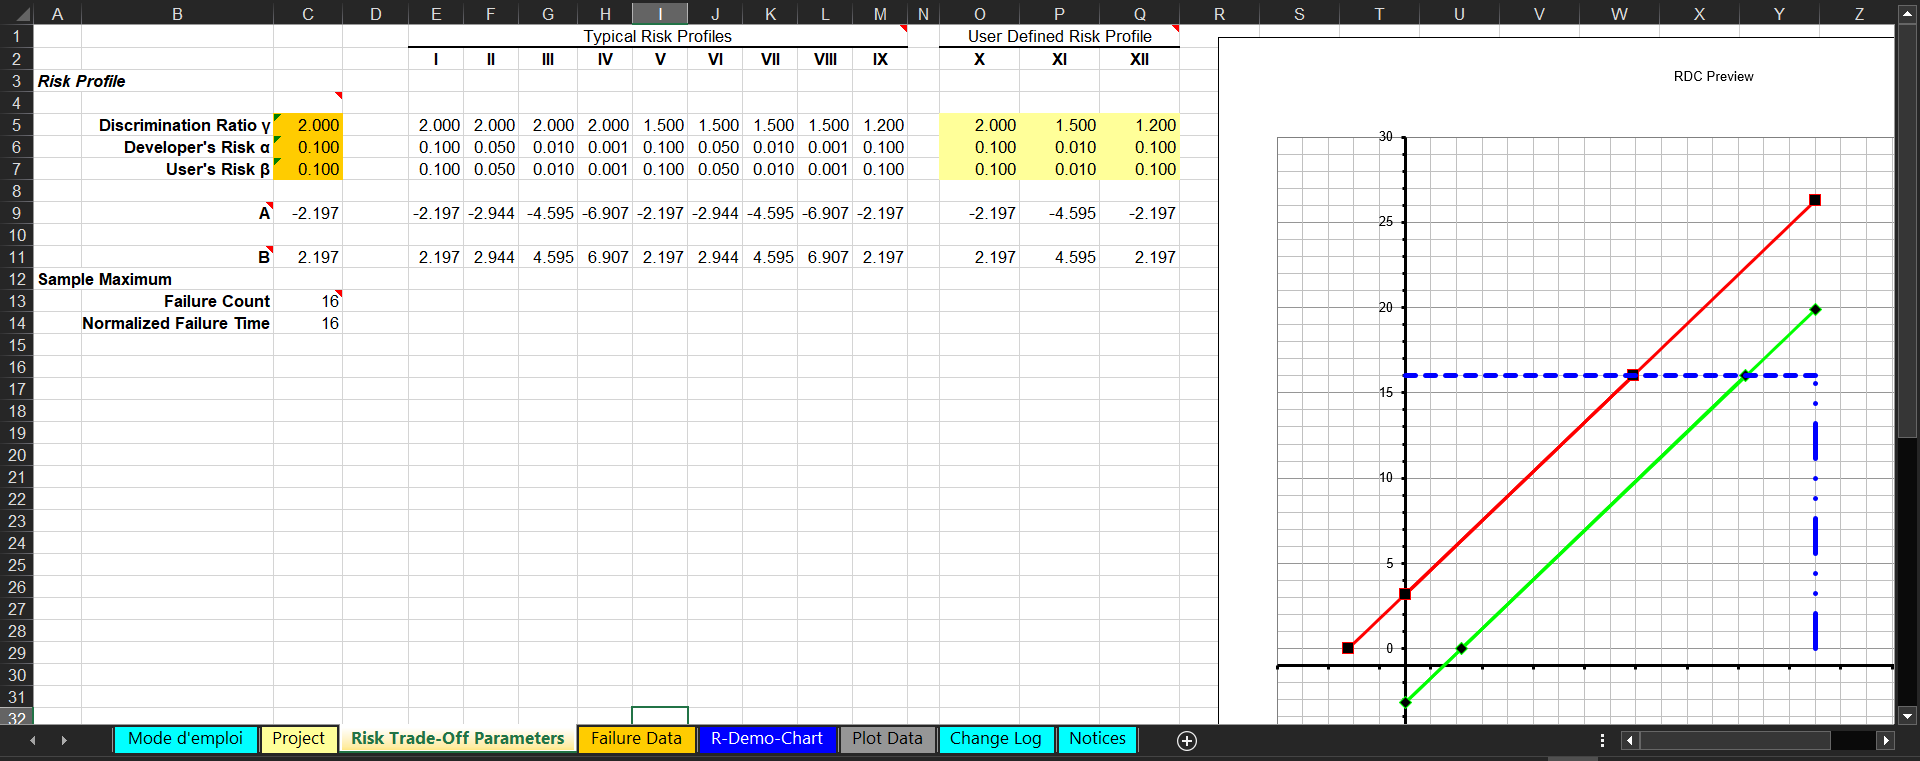 A B C D E F G H I J K L M N O P Q R S T U V W X Y Z
1 Typical Risk Profiles User Defined Risk Profile
2 I II III IV V VI VII VIII IX X XI XII
3 Risk Profile
4
5 Discrimination Ratio γ 2.000 2.000 2.000 2.000 2.000 1.500 1.500 1.500 1.500 1.200 2.000 1.500 1.200
6 Developer's Risk α 0.100 0.100 0.050 0.010 0.001 0.100 0.050 0.010 0.001 0.100 0.100 0.010 0.100
7 User's Risk β 0.100 0.100 0.050 0.010 0.001 0.100 0.050 0.010 0.001 0.100 0.100 0.010 0.100
8
9 A -2.197 -2.197 -2.944 -4.595 -6.907 -2.197 -2.944 -4.595 -6.907 -2.197 -2.197 -4.595 -2.197
10
11 B 2.197 2.197 2.944 4.595 6.907 2.197 2.944 4.595 6.907 2.197 2.197 4.595 2.197
12 Sample Maximum
13 Failure Count 16
14 Normalized Failure Time 16
15
16
17
18
19
20
21
22
23
24
25
26
27
28
29
30
31
32
RDC Preview
30
25
20
15
10
5
0
Mode d'emploi Project Risk Trade-Off Parameters Failure Data R-Demo-Chart Plot Data Change Log Notices